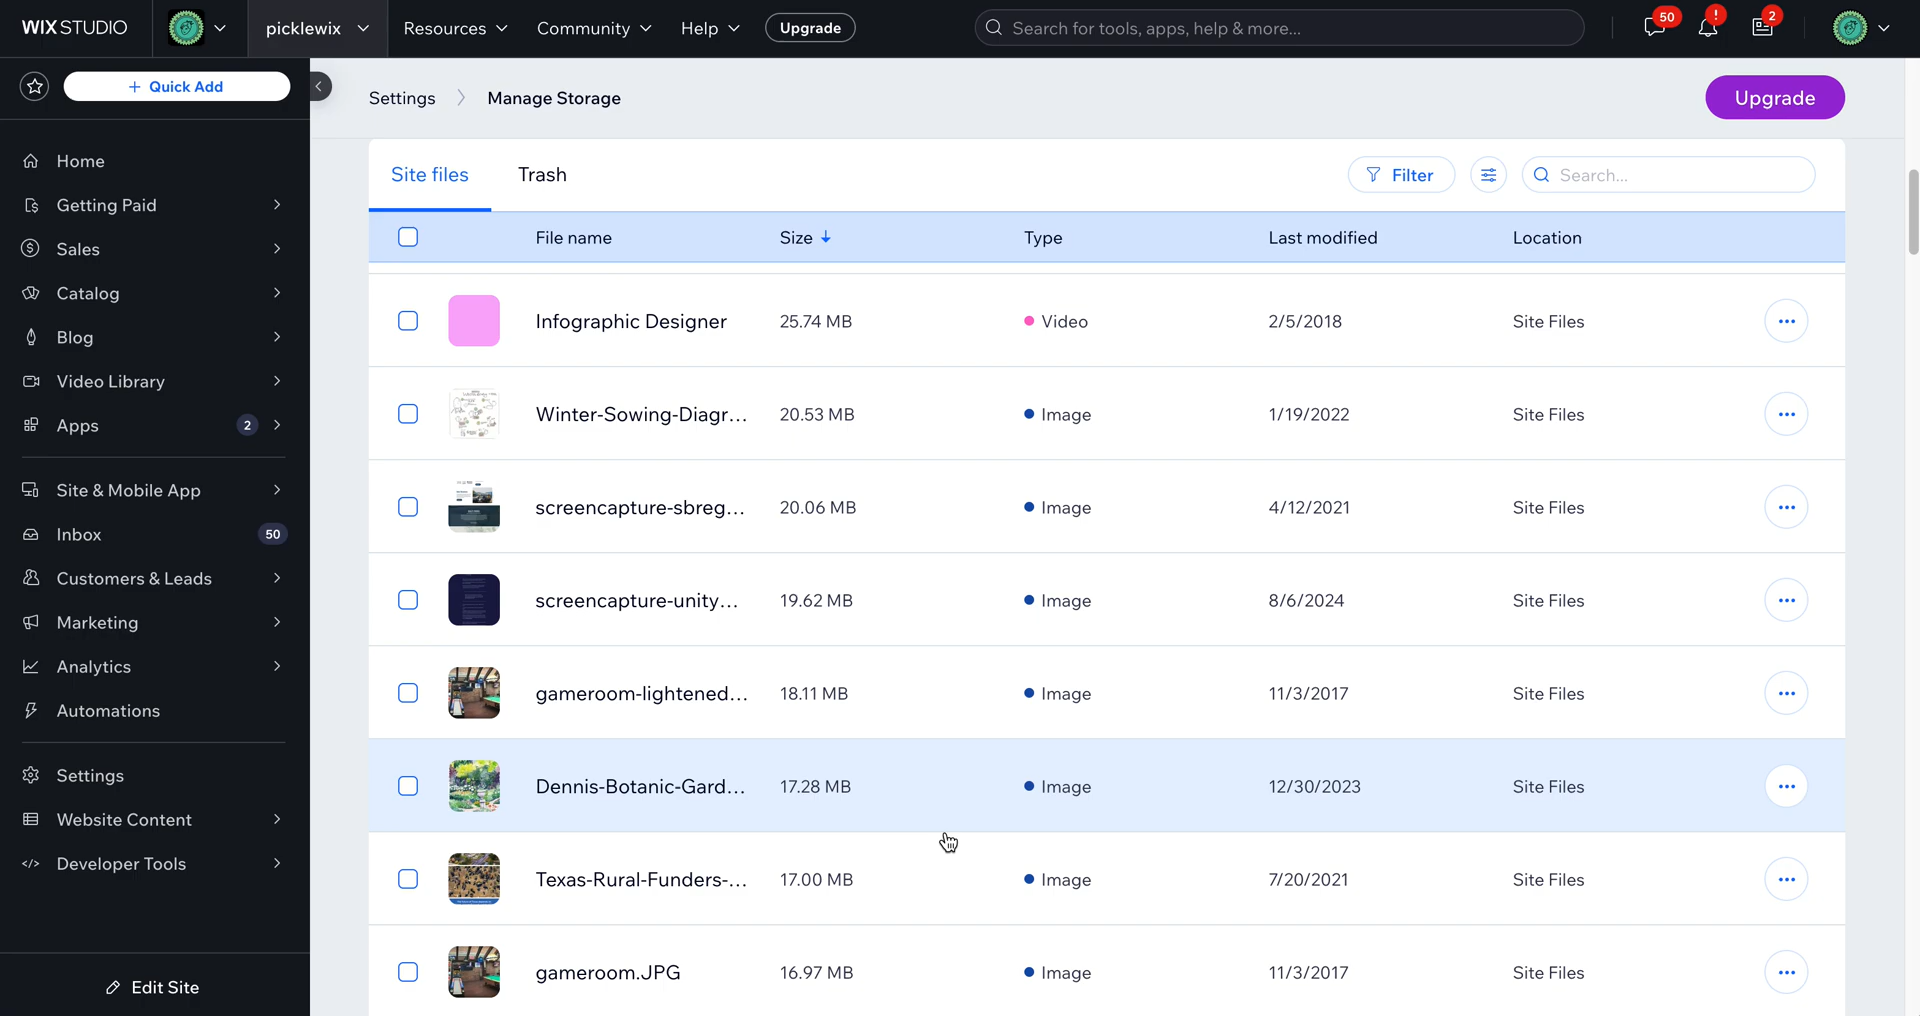 WIX STUDIO
picklewix
Resources
Community
Help
Upgrade
Search for tools, apps, help & more...
50
!
2
+ Quick Add
Settings
Manage Storage
Upgrade
Home
Getting Paid
Sales
Catalog
Blog
Video Library
Apps
2
Site & Mobile App
Inbox
50
Customers & Leads
Marketing
Analytics
Automations
Settings
Website Content
Developer Tools
Edit Site
Site files
Trash
Filter
Search...
File name
Size
Type
Last modified
Location
Infographic Designer
25.74 MB
Video
2/5/2018
Site Files
Winter-Sowing-Diagr...
20.53 MB
Image
1/19/2022
Site Files
screencapture-sbreg...
20.06 MB
Image
4/12/2021
Site Files
screencapture-unity...
19.62 MB
Image
8/6/2024
Site Files
gameroom-lightened...
18.11 MB
Image
11/3/2017
Site Files
Dennis-Botanic-Gard...
17.28 MB
Image
12/30/2023
Site Files
Texas-Rural-Funders-...
17.00 MB
Image
7/20/2021
Site Files
gameroom.JPG
16.97 MB
Image
11/3/2017
Site Files